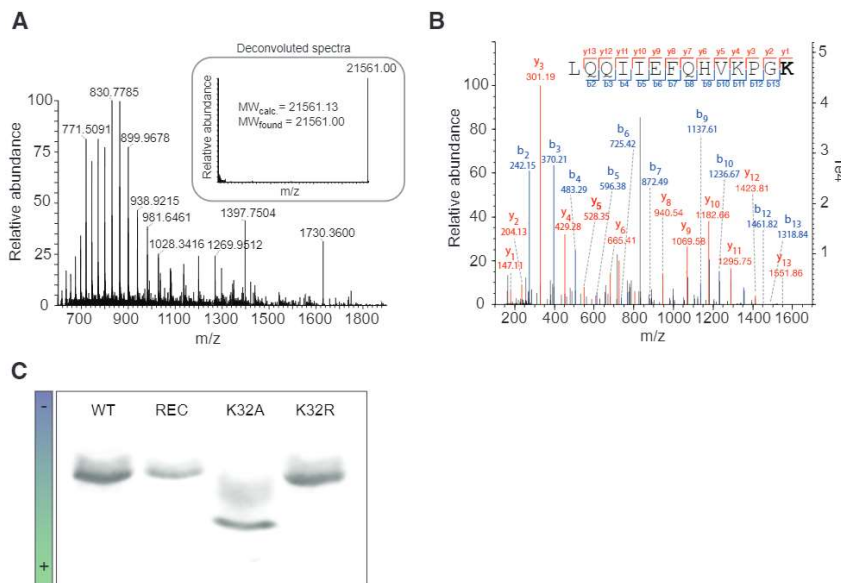 A
Deconvoluted spectra
21561.00
MWcalc. = 21561.13
MWfound = 21561.00
Relative abundance
m/z
Relative abundance
100
75
50
25
0
830.7785
771.5091
899.9678
938.9215
981.6461
1028.3416
1269.9512
1397.7504
1730.3600
700 900 1100 1300 1500 1600 1800
m/z
B
y13 y12 y11 y10 y9 y8 y7 y6 y5 y4 y3 y2 y1
LQQIIEFQHVKPGK
b2 b3 b4 b5 b6 b7 b8 b9 b10 b11 b12 b13
Relative abundance
100
80
60
40
20
0
y3
301.19
b2
242.15
b3
370.21
b4
483.29
b5
596.38
b6
725.42
b7
872.49
b9
1137.61
b10
1236.67
b12
1461.82
b13
1318.84
y1
147.11
y2
204.13
y4
429.28
y5
528.35
y6
665.41
y8
940.54
y9
1069.58
y10
1182.66
y11
1295.75
y12
1423.81
y13
1551.86
200 400 600 800 1000 1200 1400 1600
m/z
5
4
3
2
1
0
C
- WT REC K32A K32R
+